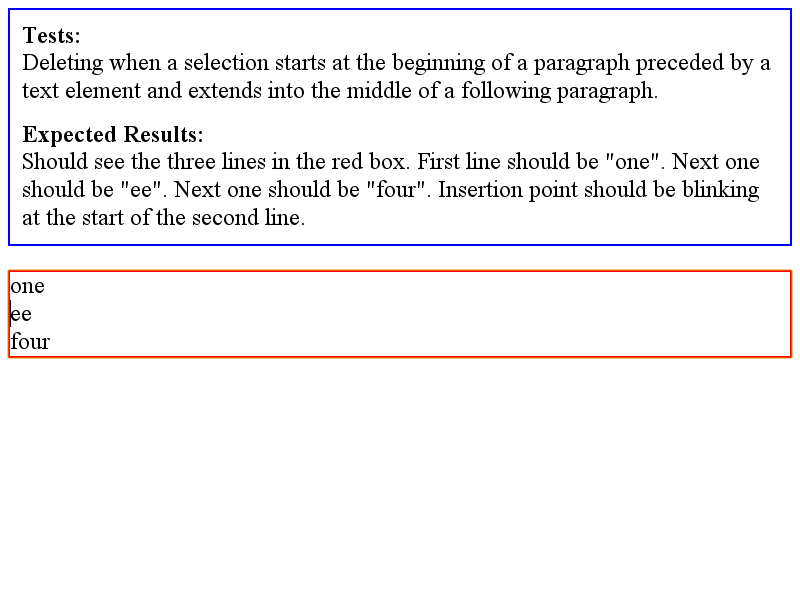 Tests:
Deleting when a selection starts at the beginning of a paragraph preceded by a
text element and extends into the middle of a following paragraph.
Expected Results:
Should see the three lines in the red box. First line should be "one". Next one
should be "ee". Next one should be "four". Insertion point should be blinking
at the start of the second line.
one
ee
four